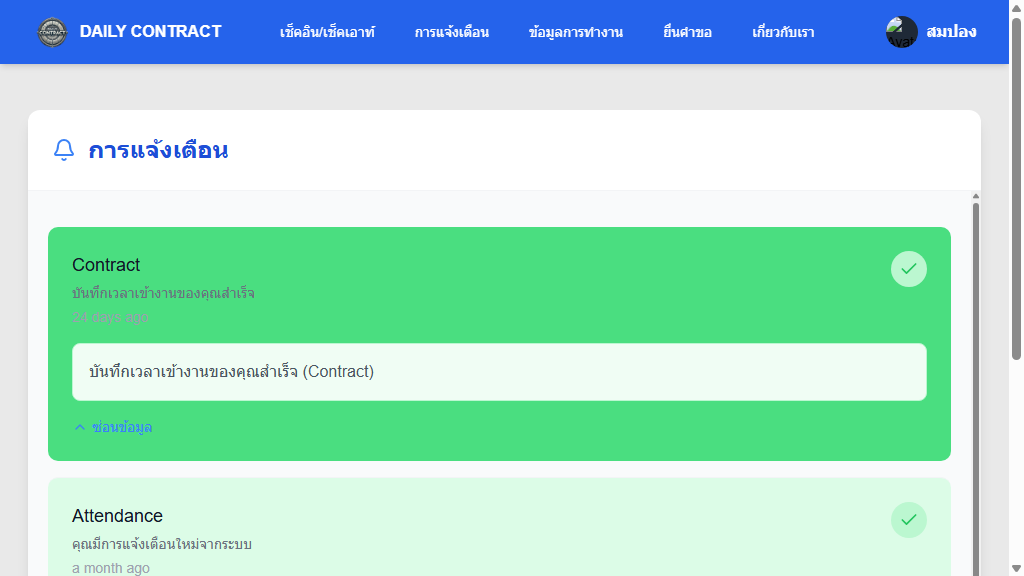 DAILY CONTRACT
เช็คอิน/เช็คเอาท์
การแจ้งเตือน
ข้อมูลการทำงาน
ยื่นคำขอ
เกี่ยวกับเรา
สมปอง
การแจ้งเตือน
Contract
บันทึกเวลาเข้างานของคุณสำเร็จ
24 days ago
บันทึกเวลาเข้างานของคุณสำเร็จ (Contract)
ซ่อนข้อมูล
Attendance
คุณมีการแจ้งเตือนใหม่จากระบบ
a month ago